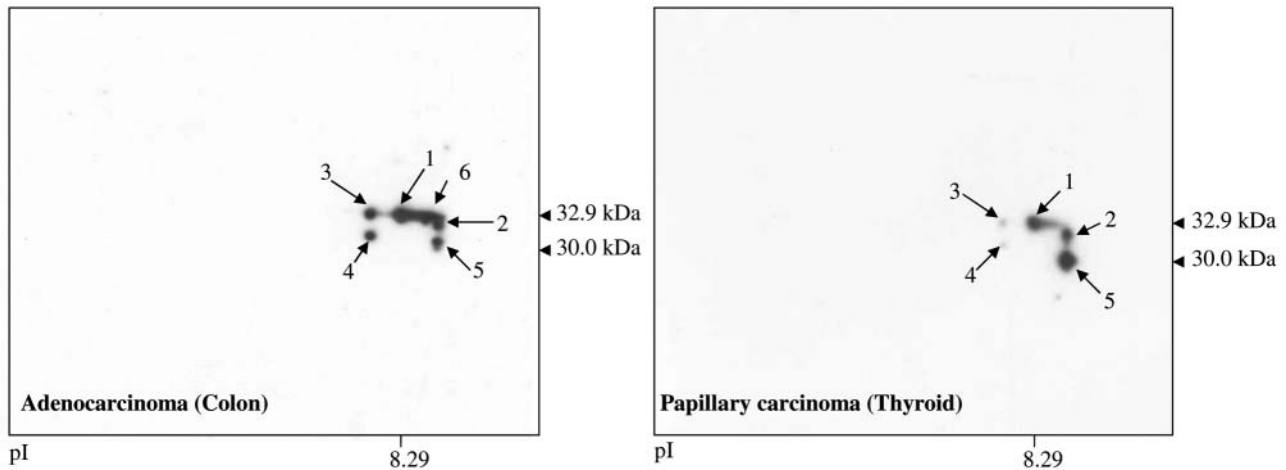 3
1
6
2
4
5
32.9 kDa
30.0 kDa
Adenocarcinoma (Colon)
pI
8.29
3
1
2
4
5
32.9 kDa
30.0 kDa
Papillary carcinoma (Thyroid)
pI
8.29